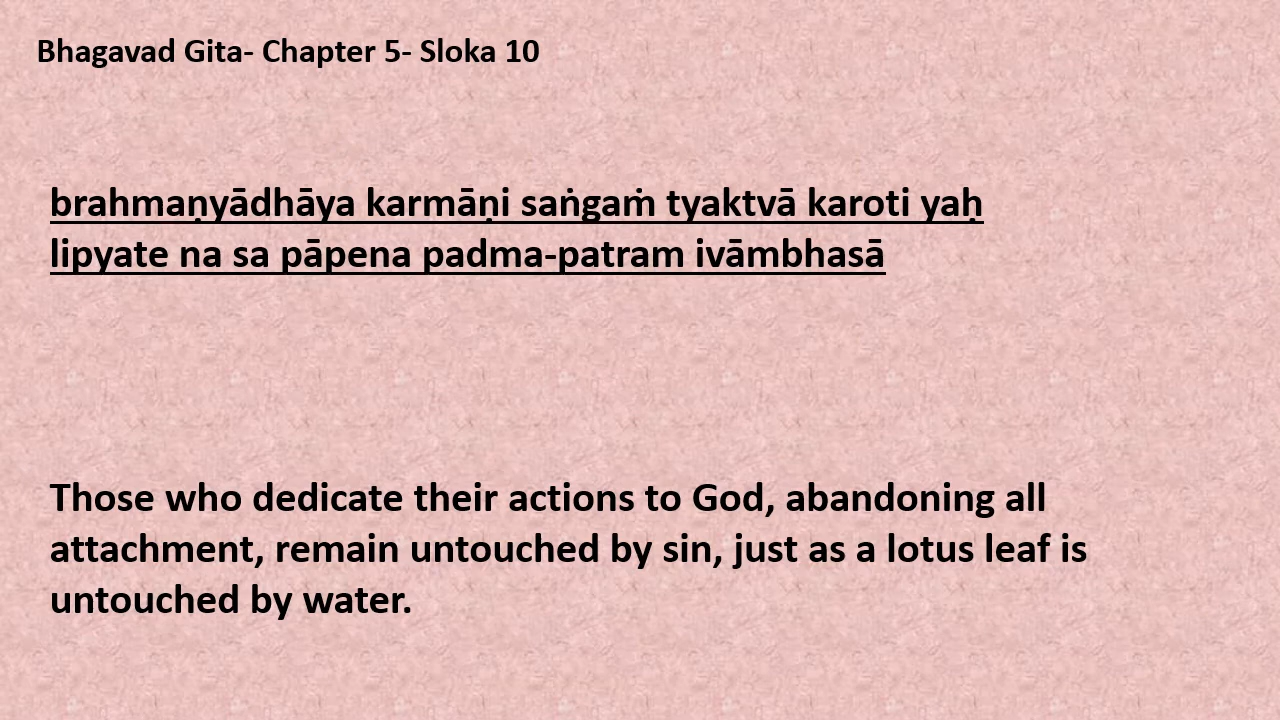 Bhagavad Gita- Chapter 5- Sloka 10
brahmaṇyādhāya karmāṇi saṅgaṁ tyaktvā karoti yaḥ
lipyate na sa pāpena padma-patram ivāmbhasā
Those who dedicate their actions to God, abandoning all
attachment, remain untouched by sin, just as a lotus leaf is
untouched by water.